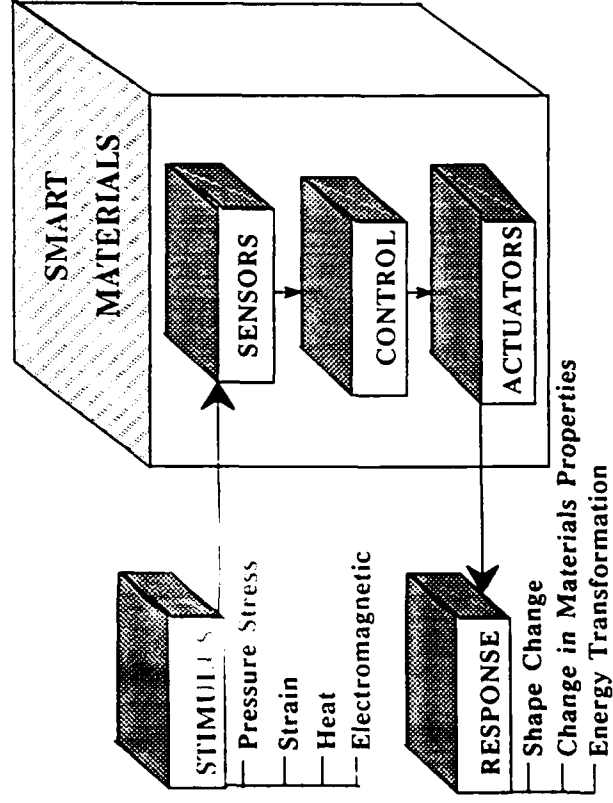 SMART
MATERIALS
STIMULUS
Pressure Stress
Strain
Heat
Electromagnetic
SENSORS
CONTROL
ACTUATORS
RESPONSE
Shape Change
Change in Materials Properties
Energy Transformation